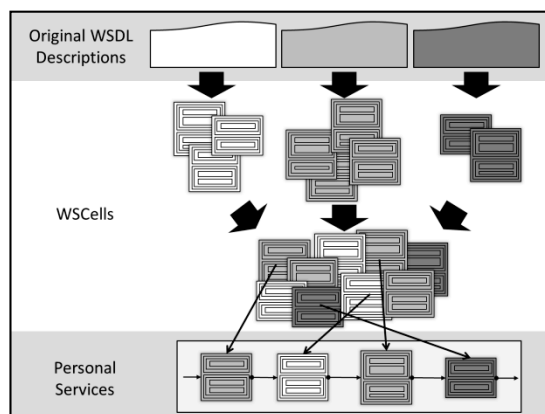 Original WSDL
Descriptions
WSCells
Personal
Services